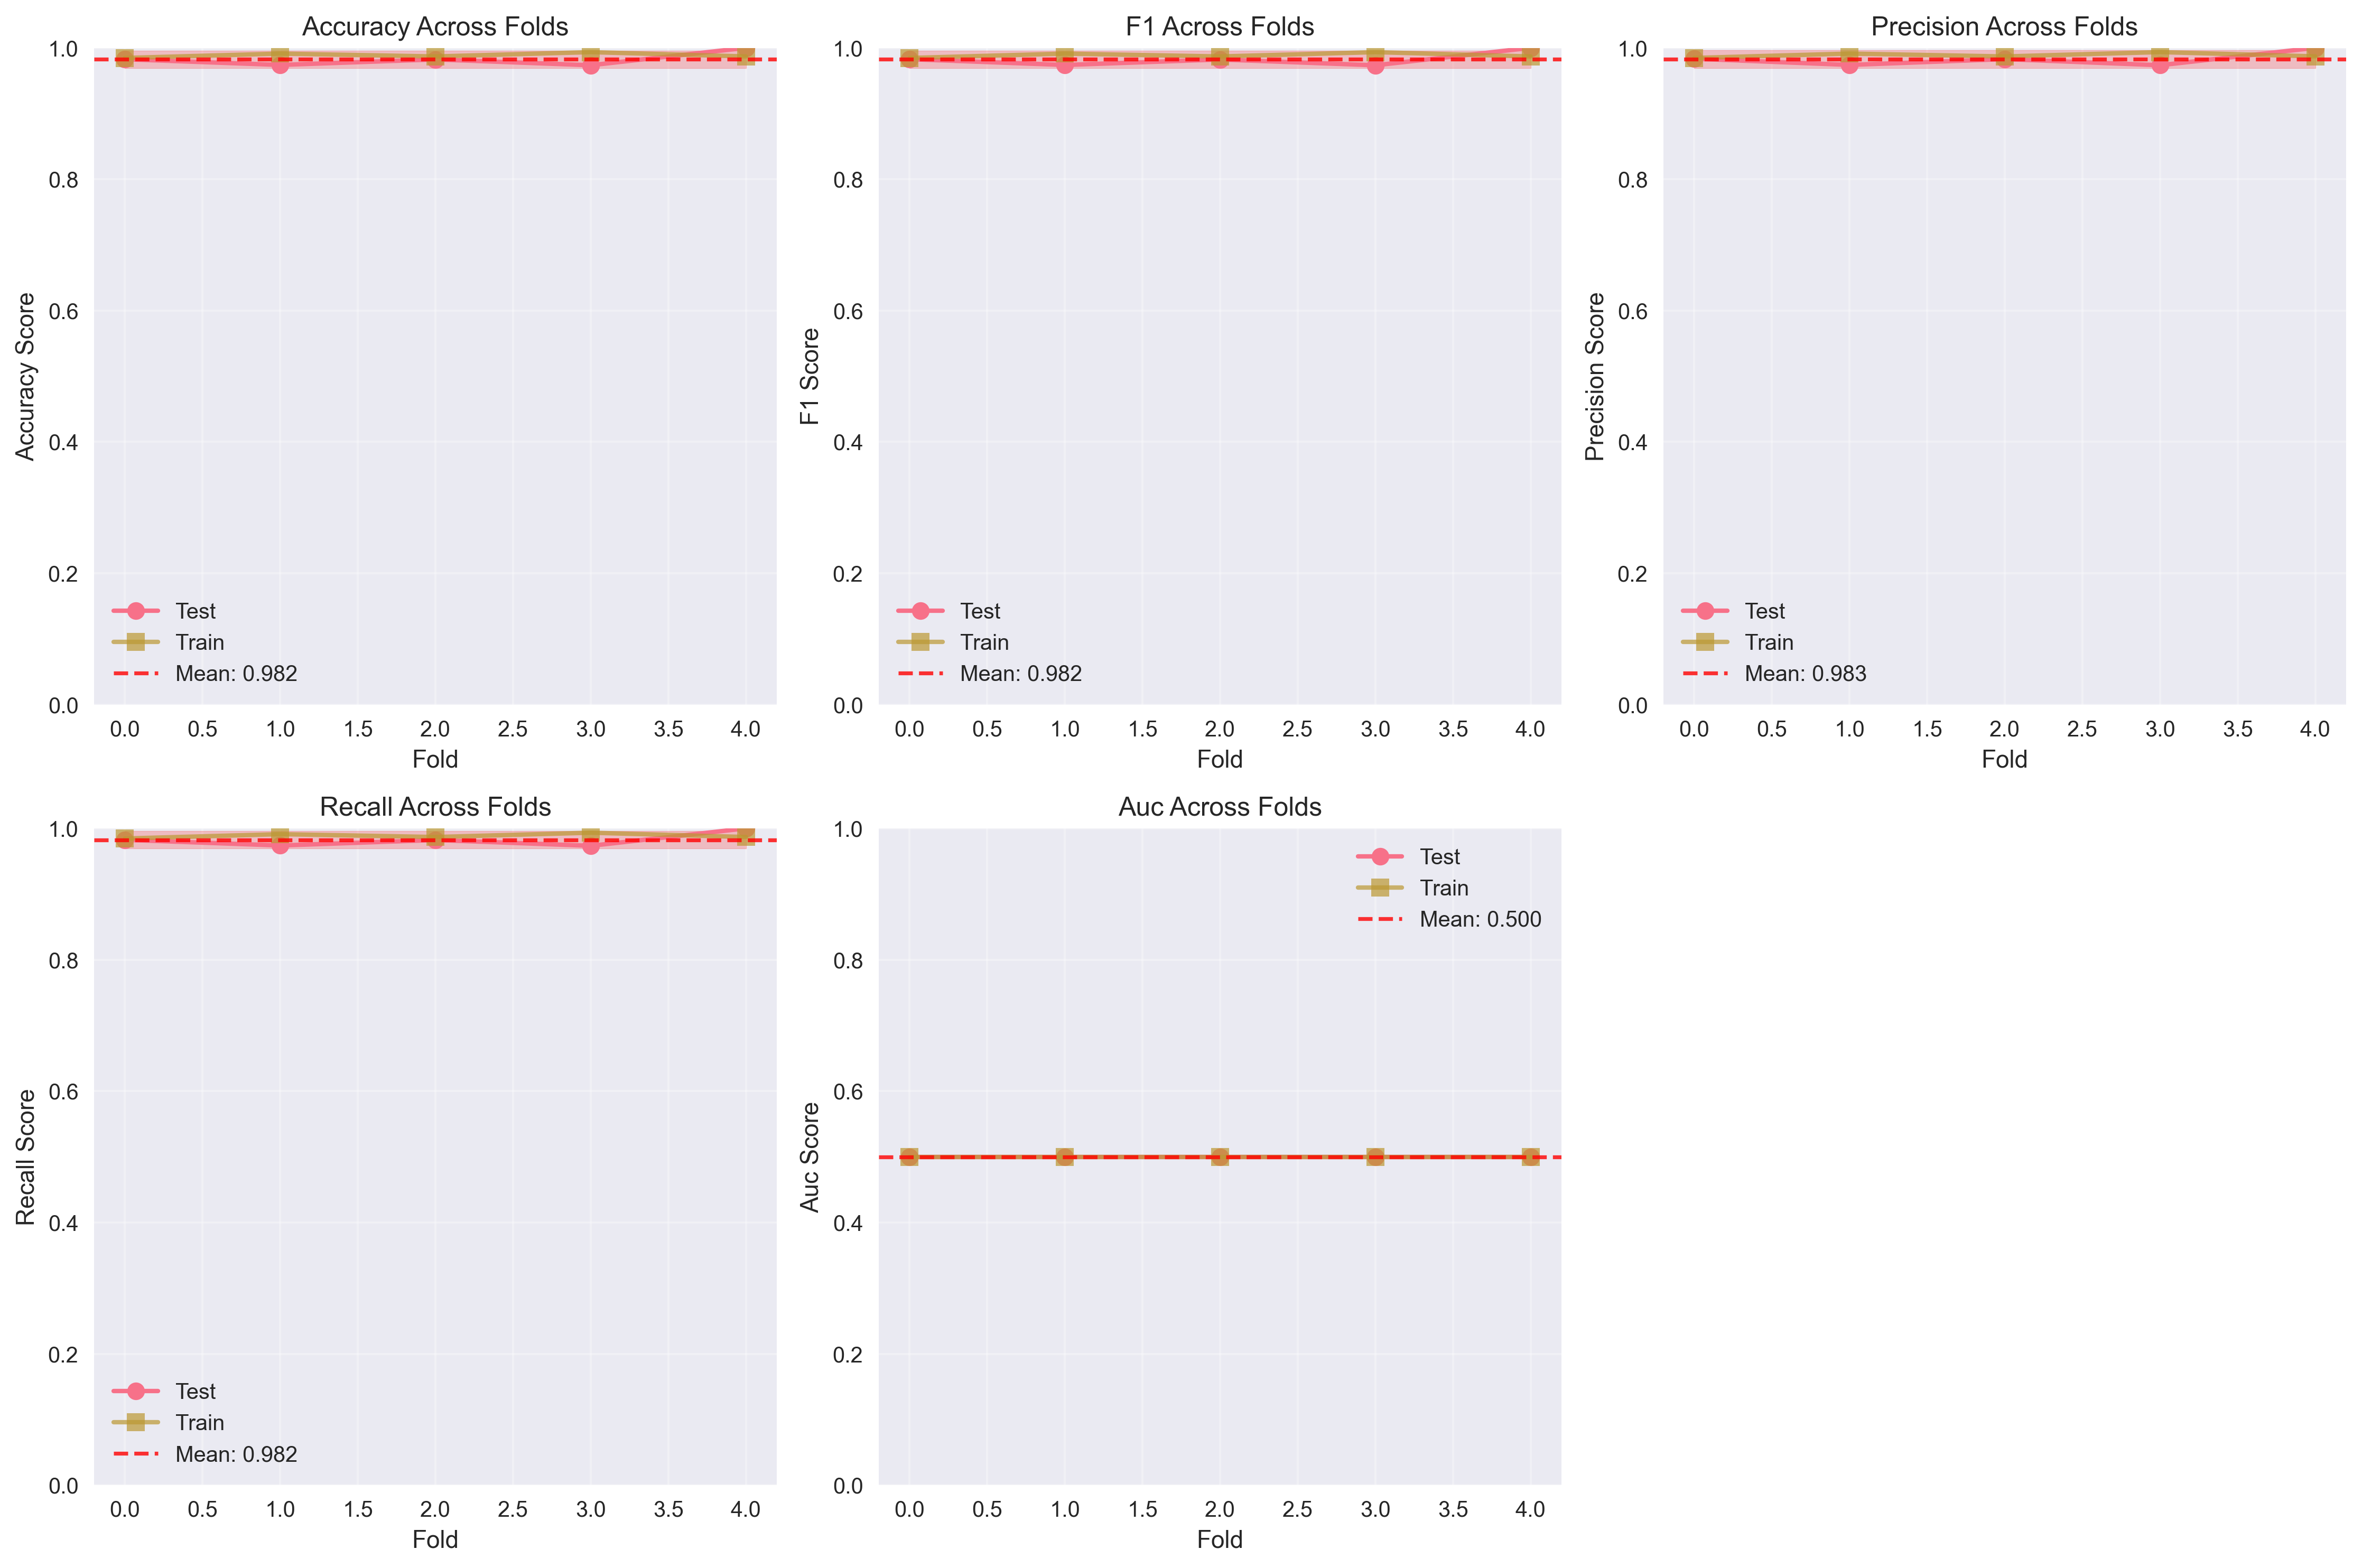 Accuracy Across Folds
Accuracy Score
1.0
0.8
0.6
0.4
0.2
0.0
Test
Train
Mean: 0.982
0.0 0.5 1.0 1.5 2.0 2.5 3.0 3.5 4.0
Fold
F1 Across Folds
F1 Score
1.0
0.8
0.6
0.4
0.2
0.0
Test
Train
Mean: 0.982
0.0 0.5 1.0 1.5 2.0 2.5 3.0 3.5 4.0
Fold
Precision Across Folds
Precision Score
1.0
0.8
0.6
0.4
0.2
0.0
Test
Train
Mean: 0.983
0.0 0.5 1.0 1.5 2.0 2.5 3.0 3.5 4.0
Fold
Recall Across Folds
Recall Score
1.0
0.8
0.6
0.4
0.2
0.0
Test
Train
Mean: 0.982
0.0 0.5 1.0 1.5 2.0 2.5 3.0 3.5 4.0
Fold
Auc Across Folds
Auc Score
1.0
0.8
0.6
0.4
0.2
0.0
Test
Train
Mean: 0.500
0.0 0.5 1.0 1.5 2.0 2.5 3.0 3.5 4.0
Fold